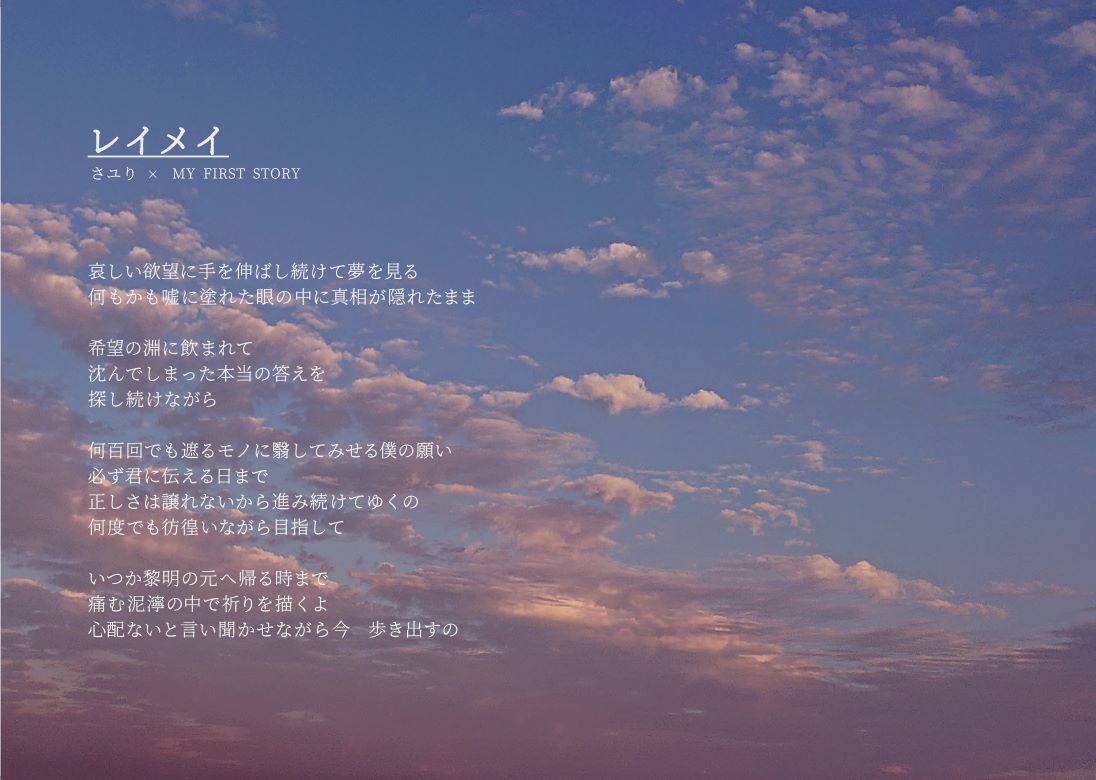 レイメイ
さユり × MY FIRST STORY
哀しい欲望に手を伸ばし続けて夢を見る
何もかも嘘に塗れた眼の中に真相が隠れたまま
希望の淵に飲まれて
沈んでしまった本当の答えを
探し続けながら
何百回でも遮るモノに翳してみせる僕の願い
必ず君に伝える日まで
正しさは譲れないから進み続けてゆくの
何度でも彷徨いながら目指して
いつか黎明の元へ帰る時まで
痛む泥濘の中で祈りを描くよ
心配ないと言い聞かせながら今　歩き出すの